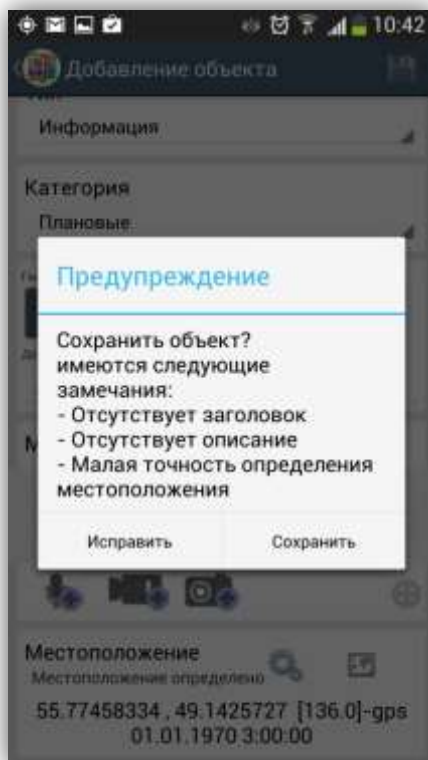 10:42
Добавление объекта
Информация
Категория
Плановые
Предупреждение
Сохранить объект?
имеются следующие
замечания:
- Отсутствует заголовок
- Отсутствует описание
- Малая точность определения
местоположения
Исправить Сохранить
Местоположение
Местоположение определено
55.77458334 , 49.1425727 [136.0]-gps
01.01.1970 3:00:00